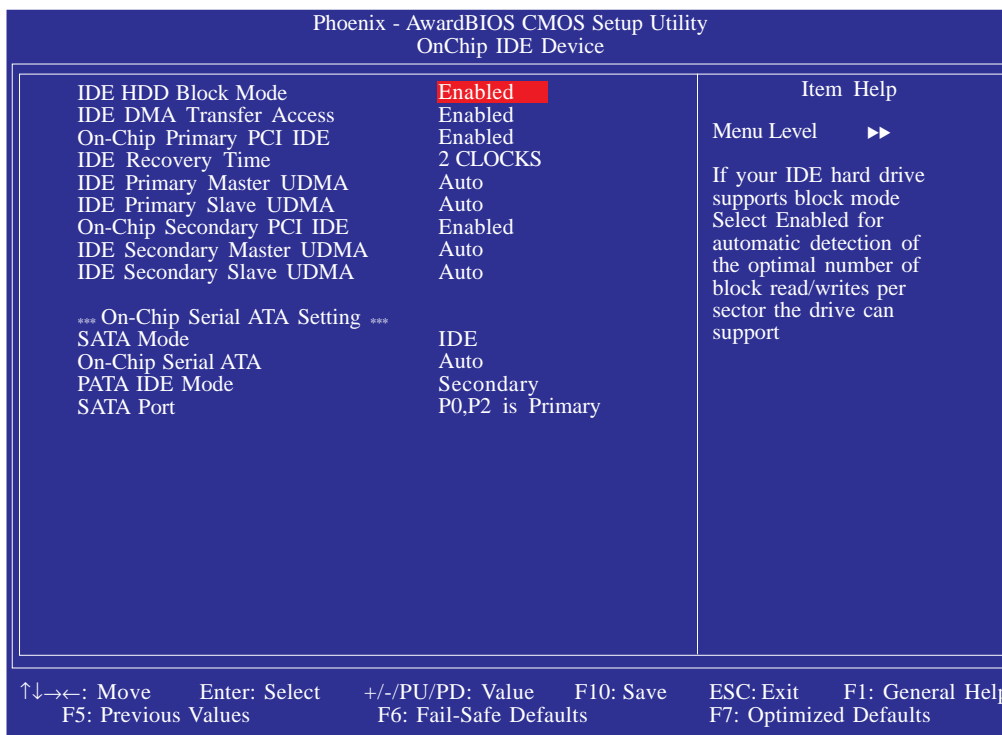 Phoenix - AwardBIOS CMOS Setup Utility
OnChip IDE Device
IDE HDD Block Mode Enabled
IDE DMA Transfer Access Enabled
On-Chip Primary PCI IDE Enabled
IDE Recovery Time 2 CLOCKS
IDE Primary Master UDMA Auto
IDE Primary Slave UDMA Auto
On-Chip Secondary PCI IDE Enabled
IDE Secondary Master UDMA Auto
IDE Secondary Slave UDMA Auto
*** On-Chip Serial ATA Setting ***
SATA Mode IDE
On-Chip Serial ATA Auto
PATA IDE Mode Secondary
SATA Port P0,P2 is Primary
Item Help
Menu Level ▶▶
If your IDE hard drive
supports block mode
Select Enabled for
automatic detection of
the optimal number of
block read/writes per
sector the drive can
support
↑↓→←: Move Enter: Select +/-/PU/PD: Value F10: Save ESC: Exit F1: General Help
F5: Previous Values F6: Fail-Safe Defaults F7: Optimized Defaults